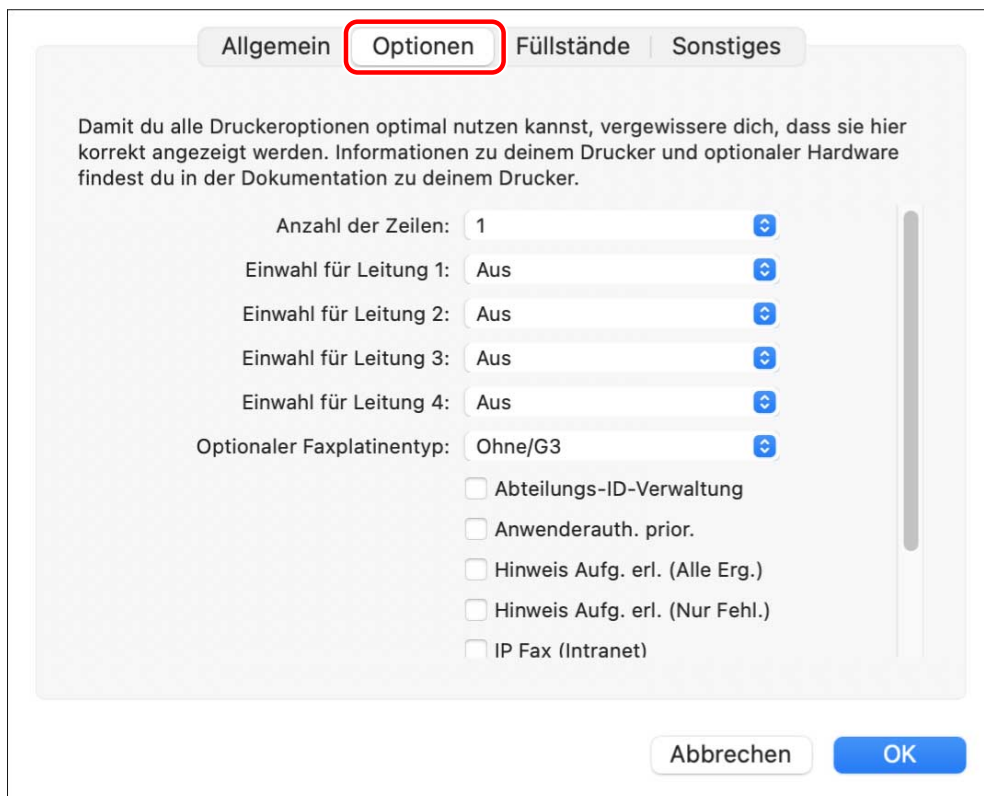 Allgemein Optionen Füllstände Sonstiges
Damit du alle Druckeroptionen optimal nutzen kannst, vergewissere dich, dass sie hier
korrekt angezeigt werden. Informationen zu deinem Drucker und optionaler Hardware
findest du in der Dokumentation zu deinem Drucker.
Anzahl der Zeilen: 1
Einwahl für Leitung 1: Aus
Einwahl für Leitung 2: Aus
Einwahl für Leitung 3: Aus
Einwahl für Leitung 4: Aus
Optionaler Faxplatinentyp: Ohne/G3
Abteilungs-ID-Verwaltung
Anwenderauth. prior.
Hinweis Aufg. erl. (Alle Erg.)
Hinweis Aufg. erl. (Nur Fehl.)
IP Fax (Intranet)
Abbrechen OK